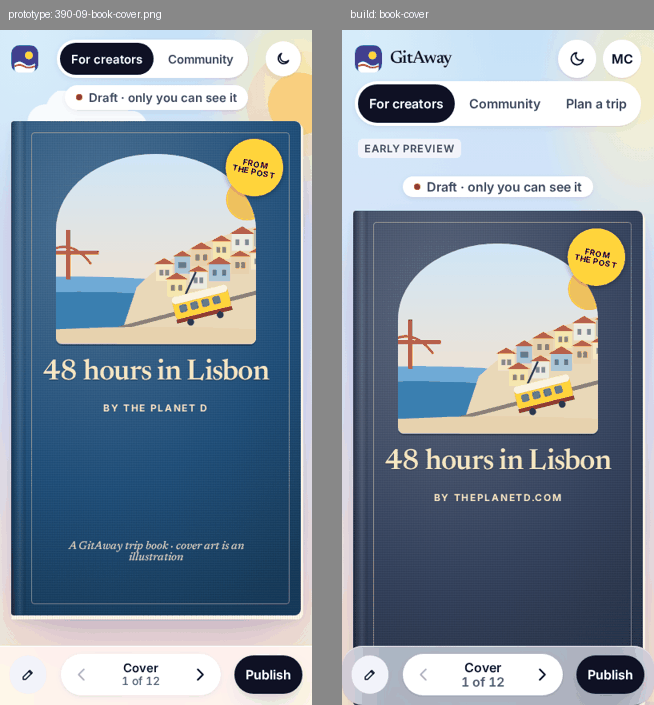 prototype: 390-09-book-cover.png
For creators
Community
Draft · only you can see it
FROM
THE POST
48 hours in Lisbon
BY THE PLANET D
A GitAway trip book · cover art is an
illustration
Cover
1 of 12
Publish
build: book-cover
GitAway
MC
For creators
Community
Plan a trip
EARLY PREVIEW
Draft · only you can see it
FROM
THE POST
48 hours in Lisbon
BY THEPLANETD.COM
Cover
1 of 12
Publish